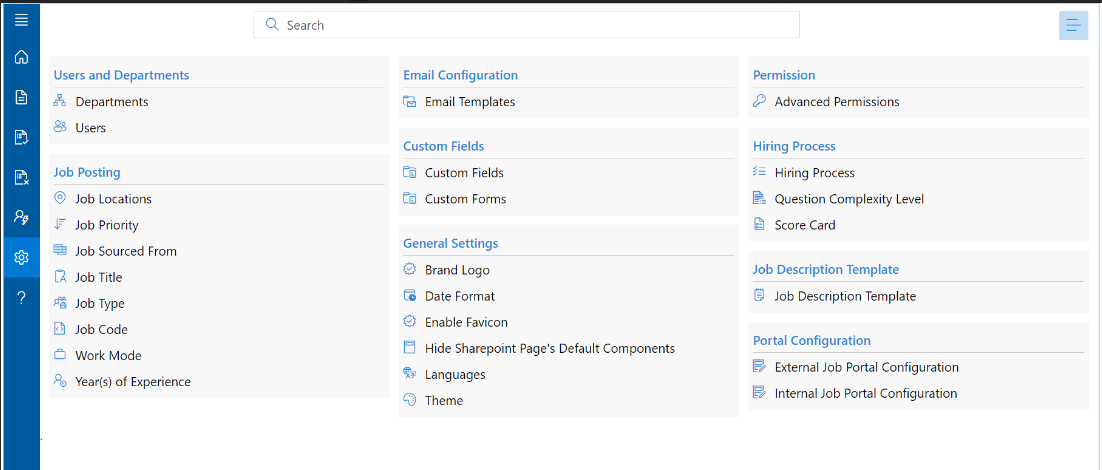 Search
Users and Departments
Departments
Users
Job Posting
Job Locations
Job Priority
Job Sourced From
Job Title
Job Type
Job Code
Work Mode
Year(s) of Experience
Email Configuration
Email Templates
Custom Fields
Custom Fields
Custom Forms
General Settings
Brand Logo
Date Format
Enable Favicon
Hide Sharepoint Page's Default Components
Languages
Theme
Permission
Advanced Permissions
Hiring Process
Hiring Process
Question Complexity Level
Score Card
Job Description Template
Job Description Template
Portal Configuration
External Job Portal Configuration
Internal Job Portal Configuration